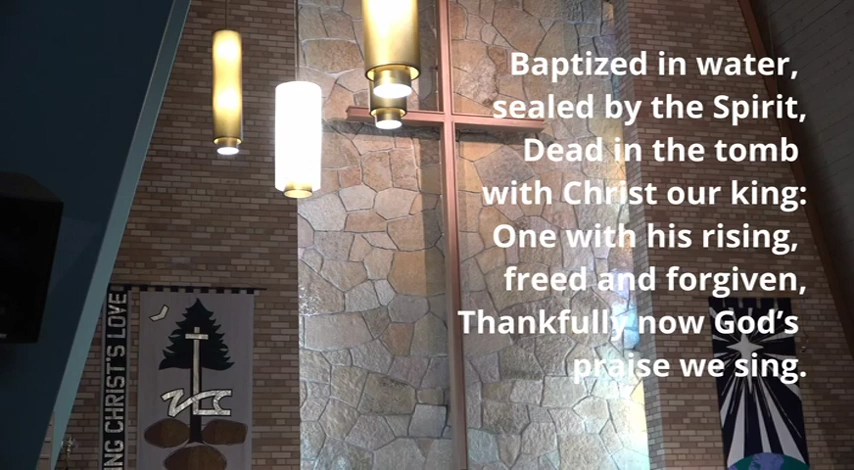 Baptized in water,
sealed by the Spirit,
Dead in the tomb
with Christ our king:
One with his rising,
freed and forgiven,
Thankfully now God's
praise we sing.
NG CHRIST'S LOVE